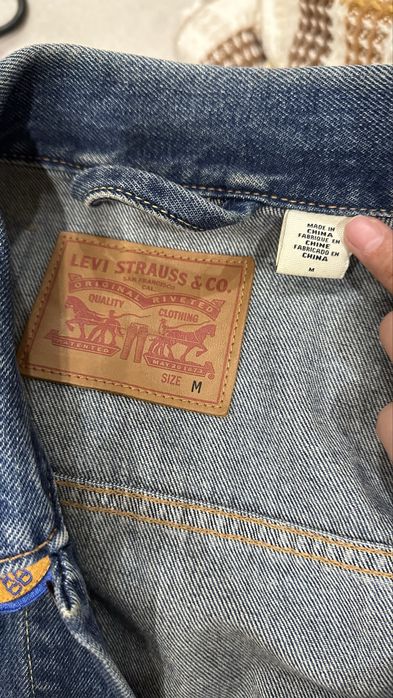 LEVI STRAUSS & CO.
SAN FRANCISCO
CAL.
ORIGINAL RIVETED
QUALITY CLOTHING
PATENTED
MAY 20 1873
SIZE M
MADE IN
CHINA
FABRIQUÉ EN
CHINE
FABRICADO EN
CHINA
M